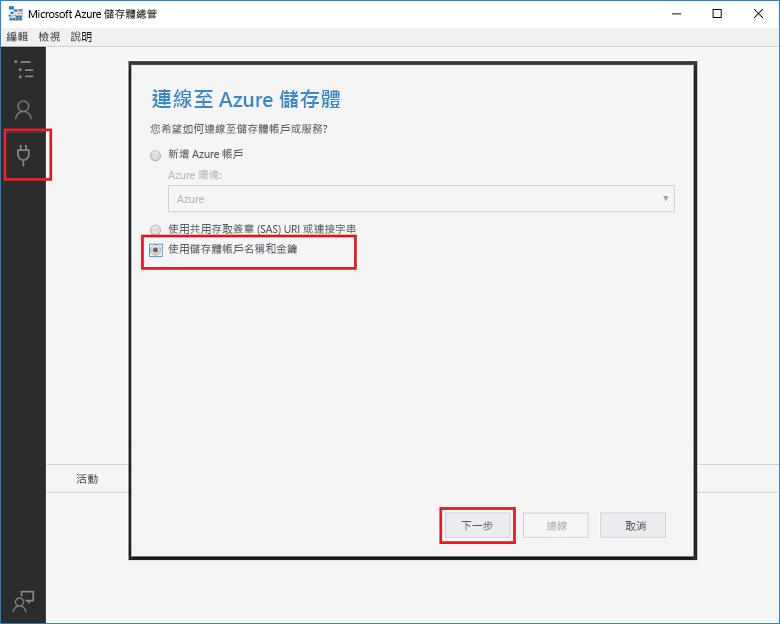 Microsoft Azure 儲存體總管
編輯 檢視 說明
連線至 Azure 儲存體
您希望如何連線至儲存體帳戶或服務?
新增 Azure 帳戶
Azure 環境:
Azure
使用共用存取簽章 (SAS) URI 或連接字串
使用儲存體帳戶名稱和金鑰
活動
下一步 連線 取消